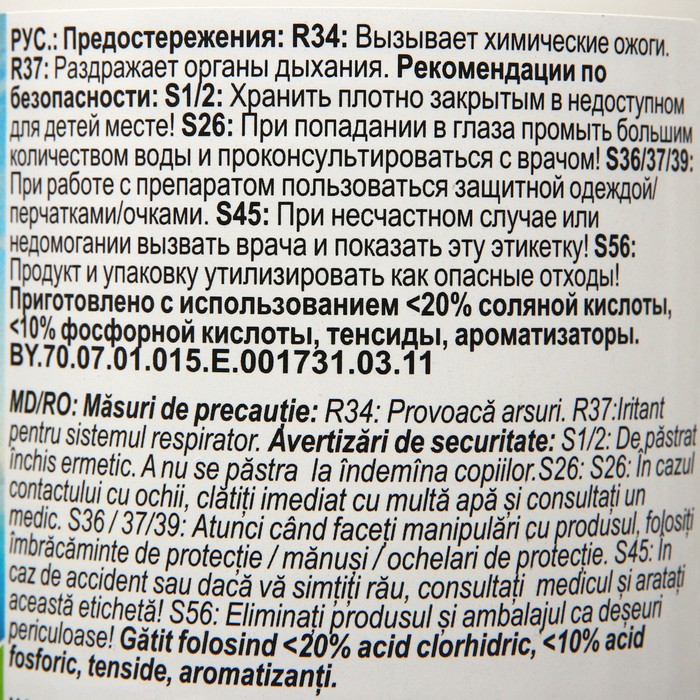 РУС.: Предостережения: R34: Вызывает химические ожоги.
R37: Раздражает органы дыхания. Рекомендации по
безопасности: S1/2: Хранить плотно закрытым в недоступном
для детей месте! S26: При попадании в глаза промыть большим
количеством воды и проконсультироваться с врачом! S36/37/39:
При работе с препаратом пользоваться защитной одеждой/
перчатками/очками. S45: При несчастном случае или
недомогании вызвать врача и показать эту этикетку! S56:
Продукт и упаковку утилизировать как опасные отходы!
Приготовлено с использованием <20% соляной кислоты,
<10% фосфорной кислоты, тенсиды, ароматизаторы.
BY.70.07.01.015.E.001731.03.11
MD/RO: Măsuri de precauție: R34: Provoacă arsuri. R37:Iritant
pentru sistemul respirator. Avertizări de securitate: S1/2: De păstrat
închis ermetic. A nu se păstra la îndemîna copiilor.S26: S26: În cazul
contactului cu ochii, clătiți imediat cu multă apă și consultați un
medic. S36 / 37/39: Atunci când faceți manipulări cu produsul, folosiți
îmbrăcăminte de protecție / mănuși / ochelari de protecție. S45: În
caz de accident sau dacă vă simțiți rău, consultați medicul și aratați
această etichetă! S56: Eliminați produsul și ambalajul ca deșeuri
periculoase! Gătit folosind <20% acid clorhidric, <10% acid
fosforic, tenside, aromatizanți.